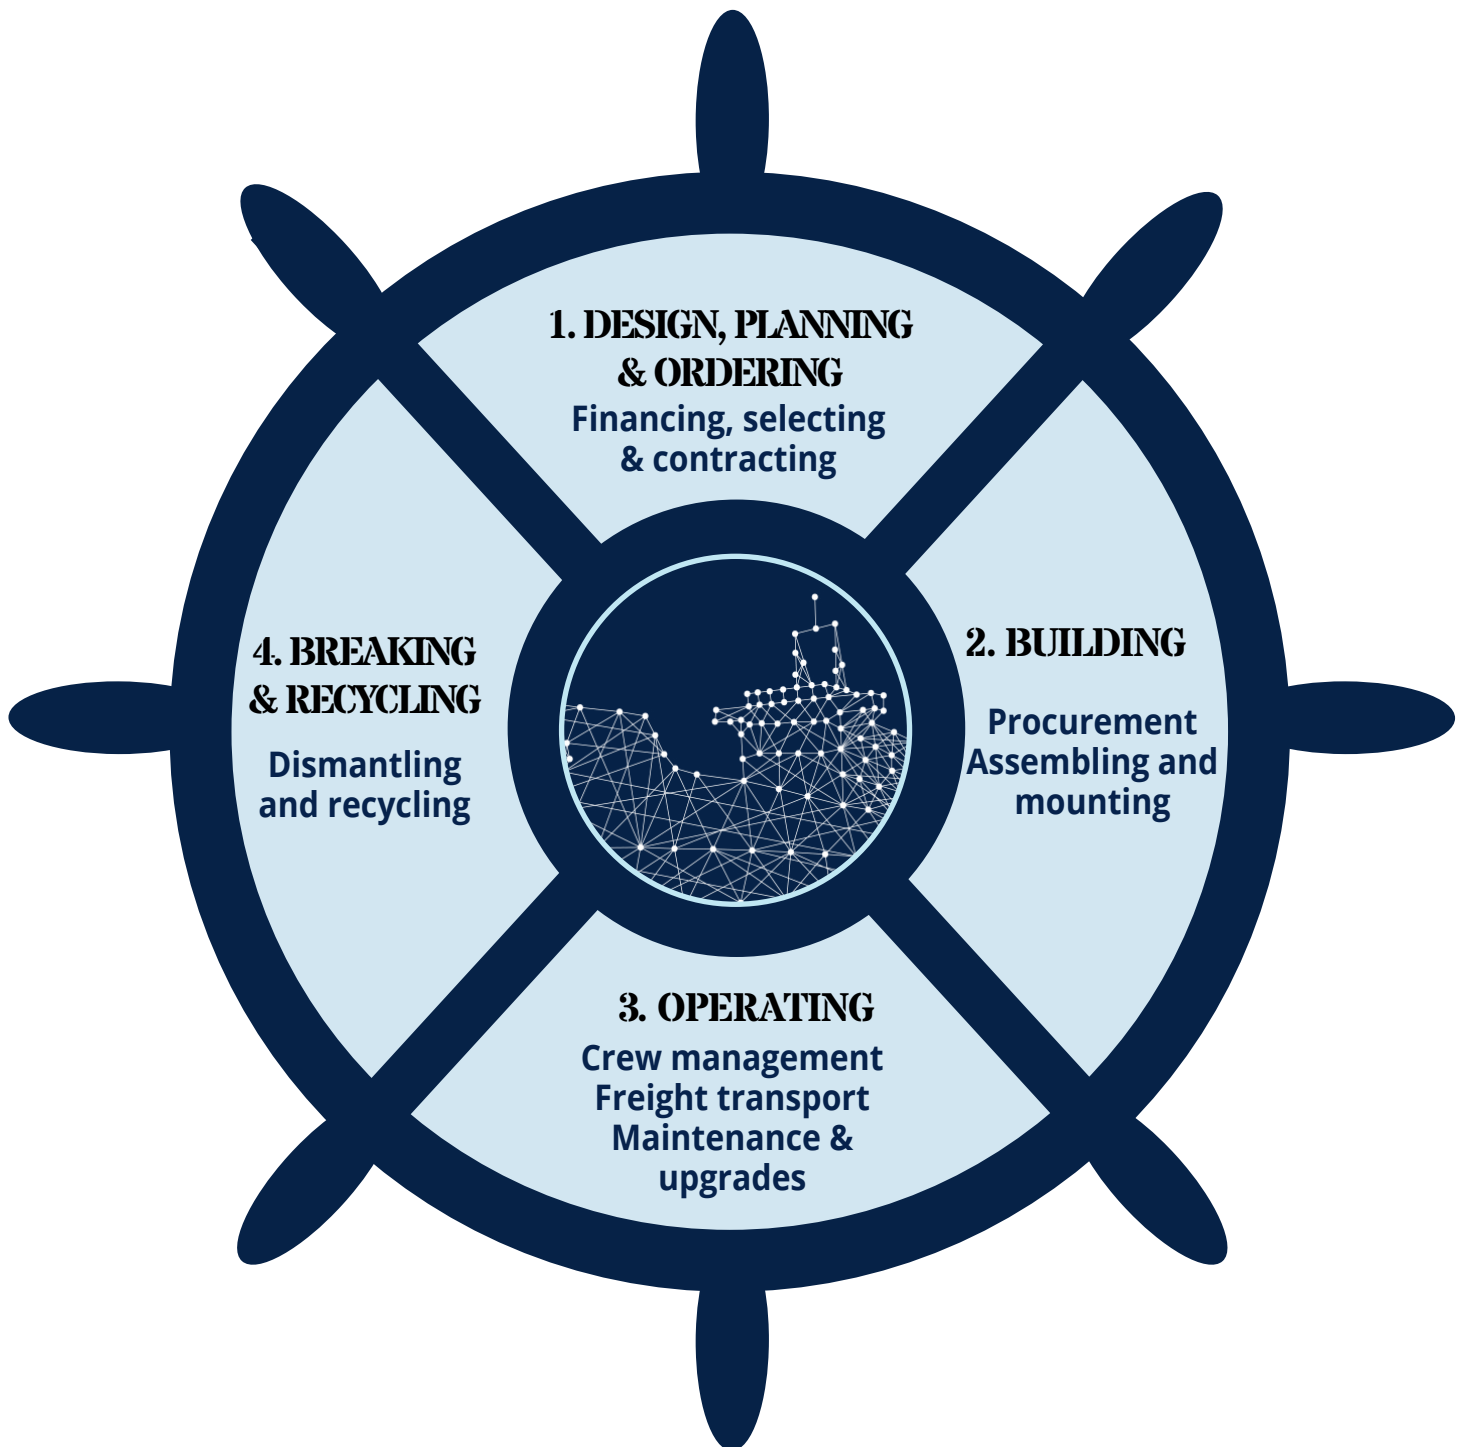 1. DESIGN, PLANNING
& ORDERING
Financing, selecting
& contracting
2. BUILDING
Procurement
Assembling and
mounting
3. OPERATING
Crew management
Freight transport
Maintenance &
upgrades
4. BREAKING
& RECYCLING
Dismantling
and recycling